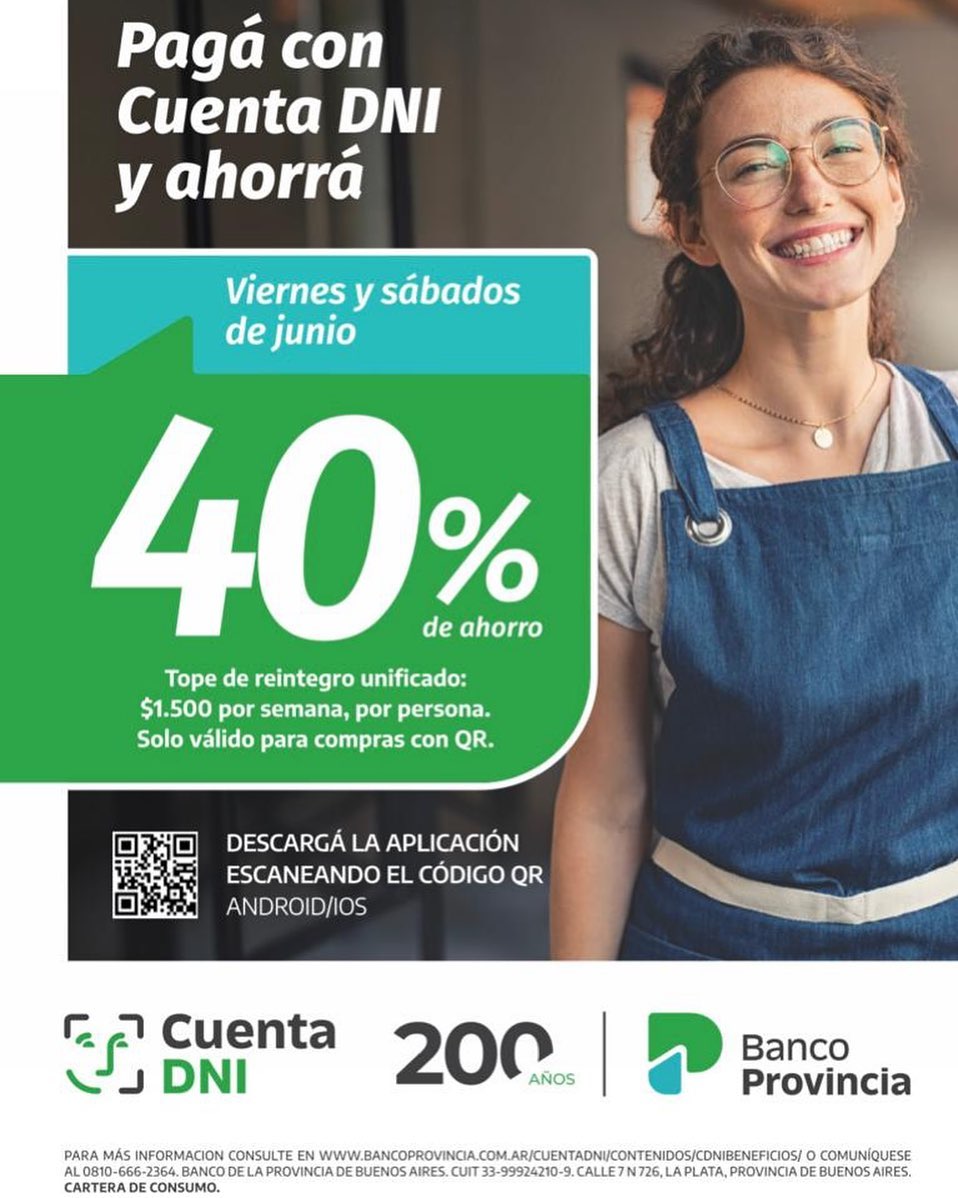 Pagá con
Cuenta DNI
y ahorrá
Viernes y sábados
de junio
40%
de ahorro
Tope de reintegro unificado:
$1.500 por semana, por persona.
Solo válido para compras con QR.
DESCARGÁ LA APLICACIÓN
ESCANEANDO EL CÓDIGO QR
ANDROID/IOS
Cuenta
DNI
200
AÑOS
Banco
Provincia
PARA MÁS INFORMACION CONSULTE EN WWW.BANCOPROVINCIA.COM.AR/CUENTADNI/CONTENIDOS/CDNIBENEFICIOS/ O COMUNÍQUESE
AL 0810-666-2364. BANCO DE LA PROVINCIA DE BUENOS AIRES. CUIT 33-99924210-9. CALLE 7 N 726, LA PLATA, PROVINCIA DE BUENOS AIRES.
CARTERA DE CONSUMO.